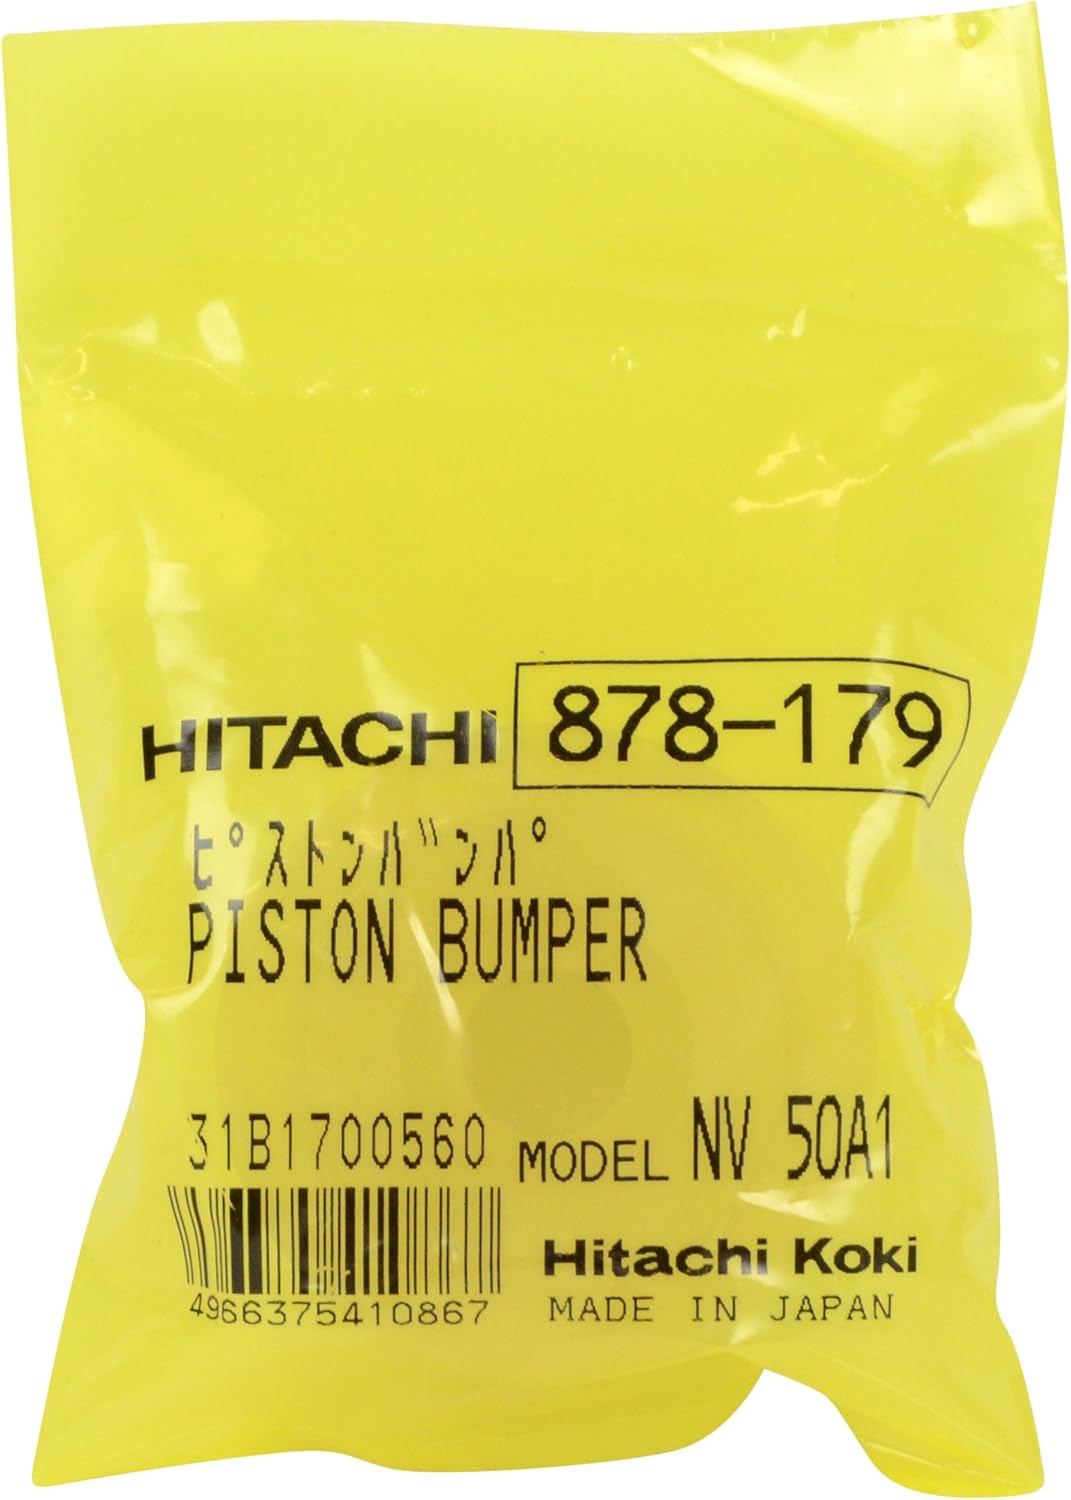 HITACHI 878-179
ﾋﾟｽﾄﾝﾊﾞﾝﾊﾟ
PISTON BUMPER
31B1700560 MODEL NV 50A1
4966375410867
Hitachi Koki
MADE IN JAPAN